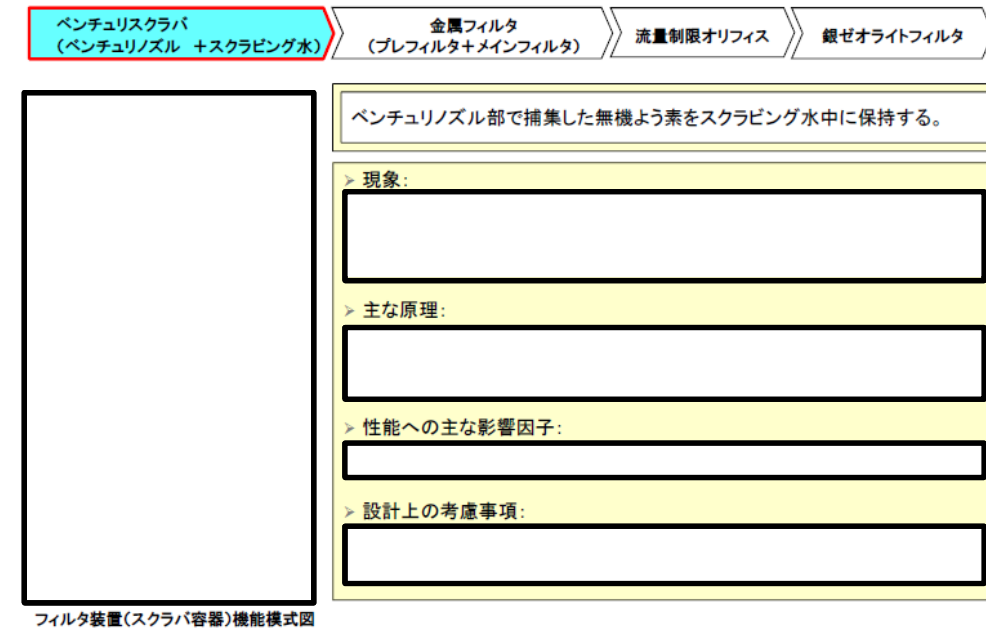 ベンチュリスクラバ
（ベンチュリノズル ＋スクラビング水）
金属フィルタ
（プレフィルタ＋メインフィルタ）
流量制限オリフィス
銀ゼオライトフィルタ
ベンチュリノズル部で捕集した無機よう素をスクラビング水中に保持する。
➢ 現象：
➢ 主な原理：
➢ 性能への主な影響因子：
➢ 設計上の考慮事項：
フィルタ装置（スクラバ容器）機能模式図